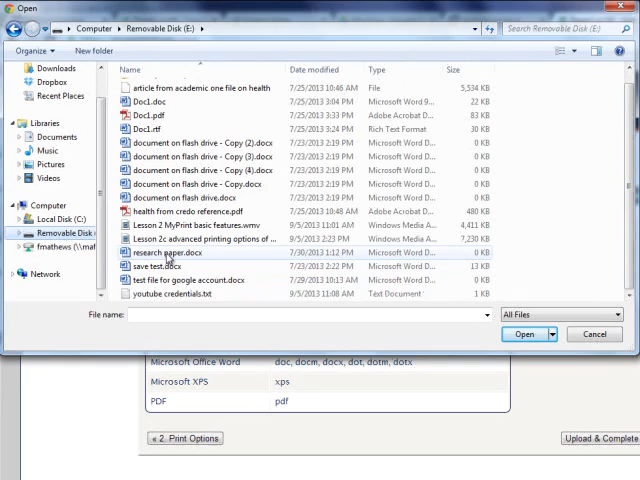 Open
Computer ▸ Removable Disk (E:) ▸
Search Removable Disk (E:)
Organize ▾ New folder
Name Date modified Type Size
Downloads
Dropbox
Recent Places
Libraries
Documents
Music
Pictures
Videos
Computer
Local Disk (C:)
Removable Disk
fmathews (\\maf
Network
article from academic one file on health 7/25/2013 10:46 AM File 5,534 KB
Doc1.doc 7/25/2013 3:04 PM Microsoft Word 9... 22 KB
Doc1.pdf 7/25/2013 3:33 PM Adobe Acrobat D... 83 KB
Doc1.rtf 7/25/2013 3:04 PM Rich Text Format 30 KB
document on flash drive - Copy (2).docx 7/23/2013 2:19 PM Microsoft Word D... 0 KB
document on flash drive - Copy (3).docx 7/23/2013 2:19 PM Microsoft Word D... 0 KB
document on flash drive - Copy (4).docx 7/23/2013 2:19 PM Microsoft Word D... 0 KB
document on flash drive - Copy.docx 7/23/2013 2:19 PM Microsoft Word D... 0 KB
document on flash drive.docx 7/23/2013 2:19 PM Microsoft Word D... 0 KB
health from credo reference.pdf 7/25/2013 10:48 AM Adobe Acrobat D... 480 KB
Lesson 2 MyPrint basic features.wmv 9/5/2013 11:01 AM Windows Media A... 4,411 KB
Lesson 2c advanced printing options of ... 9/5/2013 2:23 PM Windows Media A... 7,230 KB
research paper.docx 7/30/2013 1:12 PM Microsoft Word D... 0 KB
save test.docx 7/23/2013 2:22 PM Microsoft Word D... 13 KB
test file for google account.docx 7/29/2013 10:13 AM Microsoft Word D... 0 KB
youtube credentials.txt 9/5/2013 11:08 AM Text Document 1 KB
File name:
All Files
Open Cancel
Microsoft Office Word doc, docm, docx, dot, dotm, dotx
Microsoft XPS xps
PDF pdf
« 2. Print Options
Upload & Complete